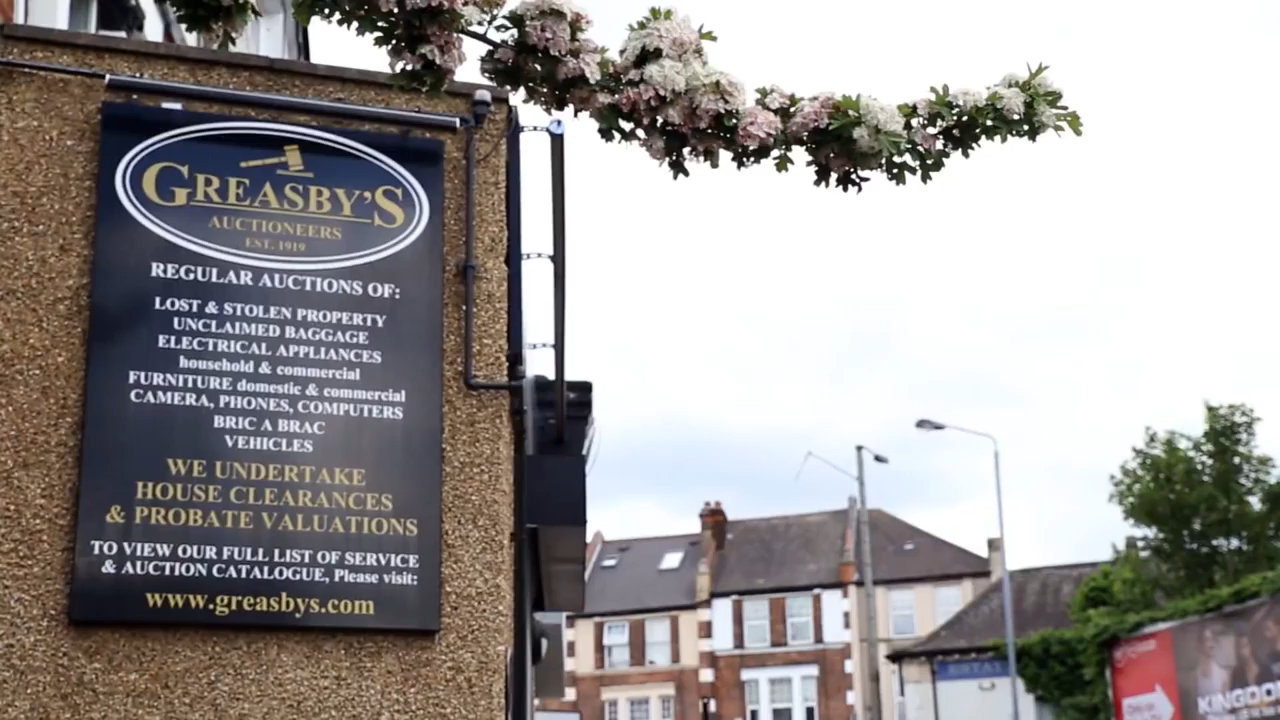 GREASBY'S
AUCTIONEERS
EST. 1919
REGULAR AUCTIONS OF:
LOST & STOLEN PROPERTY
UNCLAIMED BAGGAGE
ELECTRICAL APPLIANCES
household & commercial
FURNITURE domestic & commercial
CAMERA, PHONES, COMPUTERS
BRIC A BRAC
VEHICLES
WE UNDERTAKE
HOUSE CLEARANCES
& PROBATE VALUATIONS
TO VIEW OUR FULL LIST OF SERVICE
& AUCTION CATALOGUE, Please visit:
www.greasbys.com